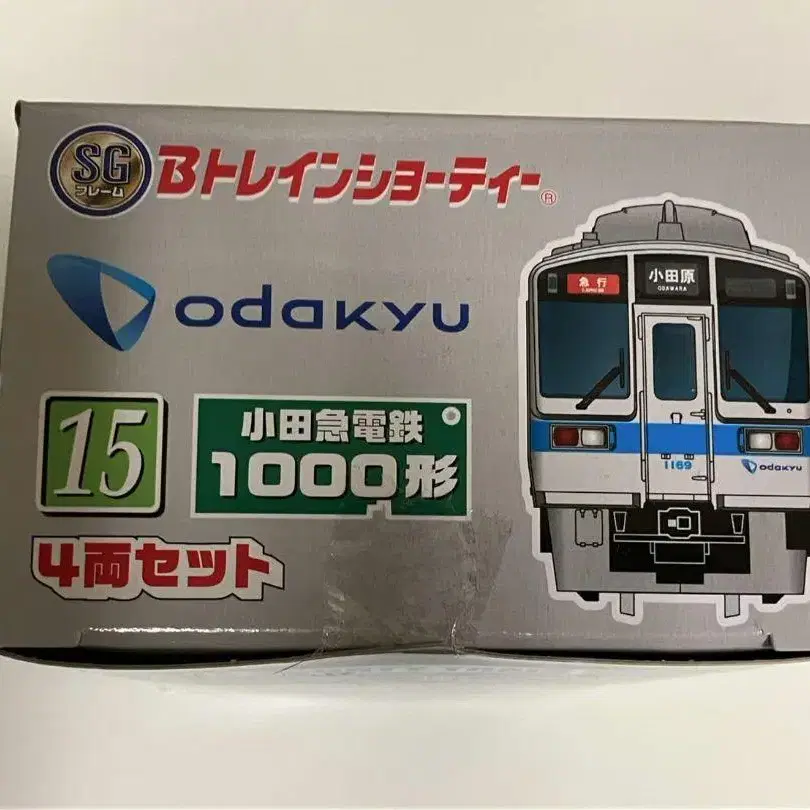 SG
フレーム
Bトレインショーティー®
odakyu
15
小田急電鉄
1000形
4両セット
急行
小田原
ODAWARA
1169
odakyu